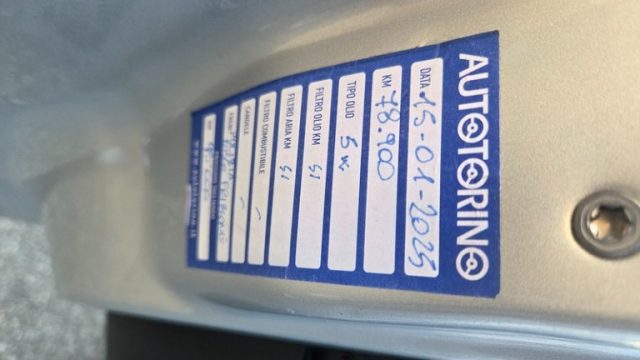 AUTOTORINO
DATA 15-01-2025
KM 78.900
TIPO OLIO 5W
FILTRO OLIO KM SI
FILTRO ARIA KM SI
FILTRO COMBUSTIBILE -
CANDELE -